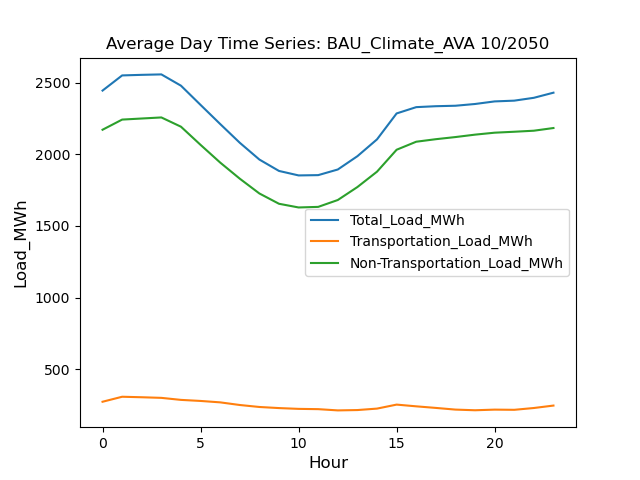 Average Day Time Series: BAU_Climate_AVA 10/2050
Load_MWh
2500
2000
1500
1000
500
Total_Load_MWh
Transportation_Load_MWh
Non-Transportation_Load_MWh
0 5 10 15 20
Hour